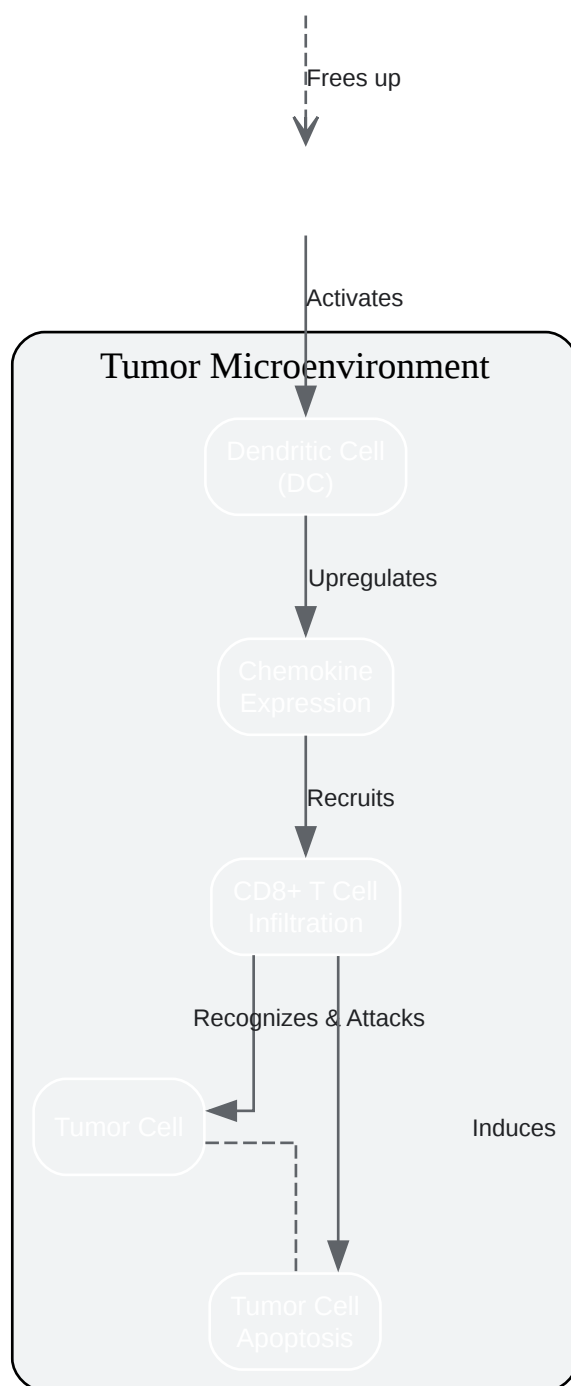 Frees up
Activates
Tumor Microenvironment
Dendritic Cell
(DC)
Upregulates
Chemokine
Expression
Recruits
CD8+ T Cell
Infiltration
Recognizes & Attacks
Tumor Cell
Induces
Tumor Cell
Apoptosis